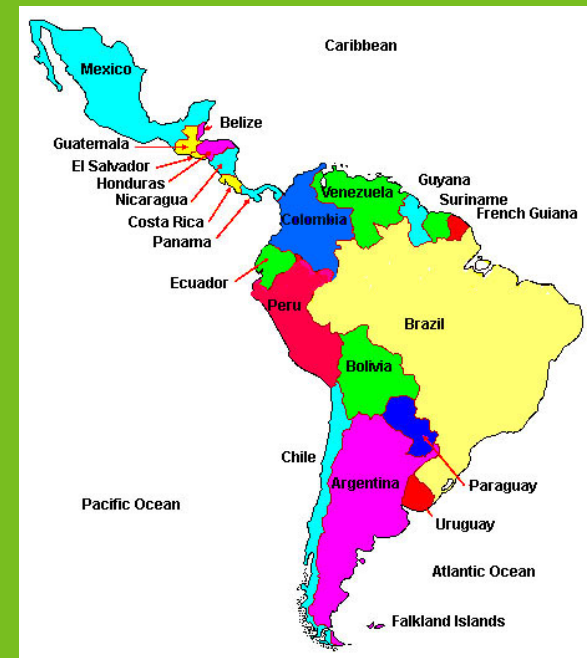 Caribbean
Mexico
Belize
Guatemala
El Salvador
Honduras
Nicaragua
Costa Rica
Panama
Venezuela
Guyana
Suriname
French Guiana
Colombia
Ecuador
Peru
Brazil
Bolivia
Chile
Argentina
Paraguay
Pacific Ocean
Uruguay
Atlantic Ocean
Falkland Islands